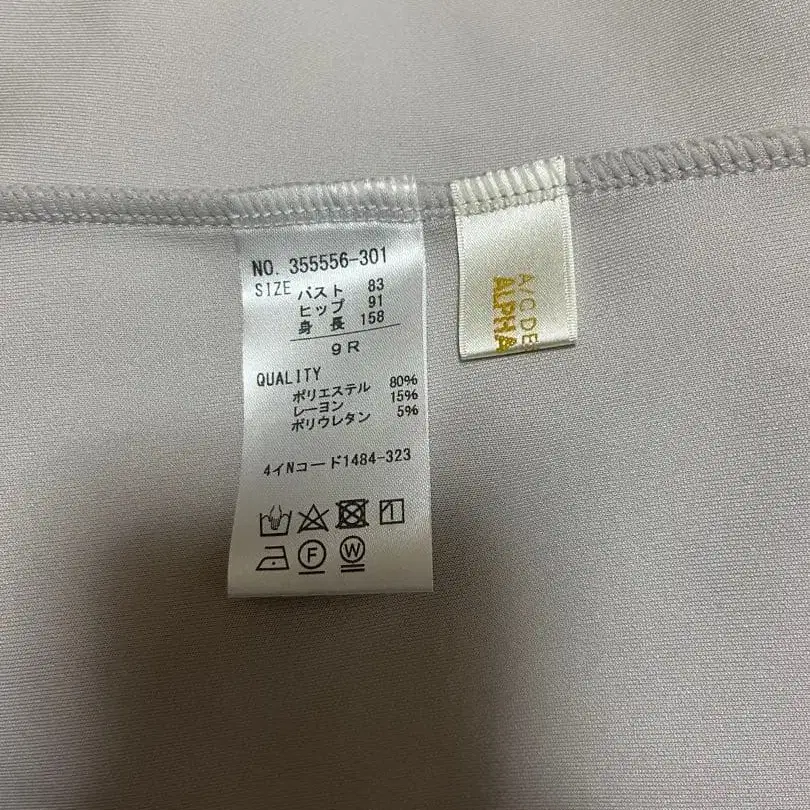 NO. 355556-301
SIZE バスト 83
ヒップ 91
身 長 158
9R
QUALITY
ポリエステル 80%
レーヨン 15%
ポリウレタン 5%
4イNコード1484-323
F W
A/C DE
ALPHA